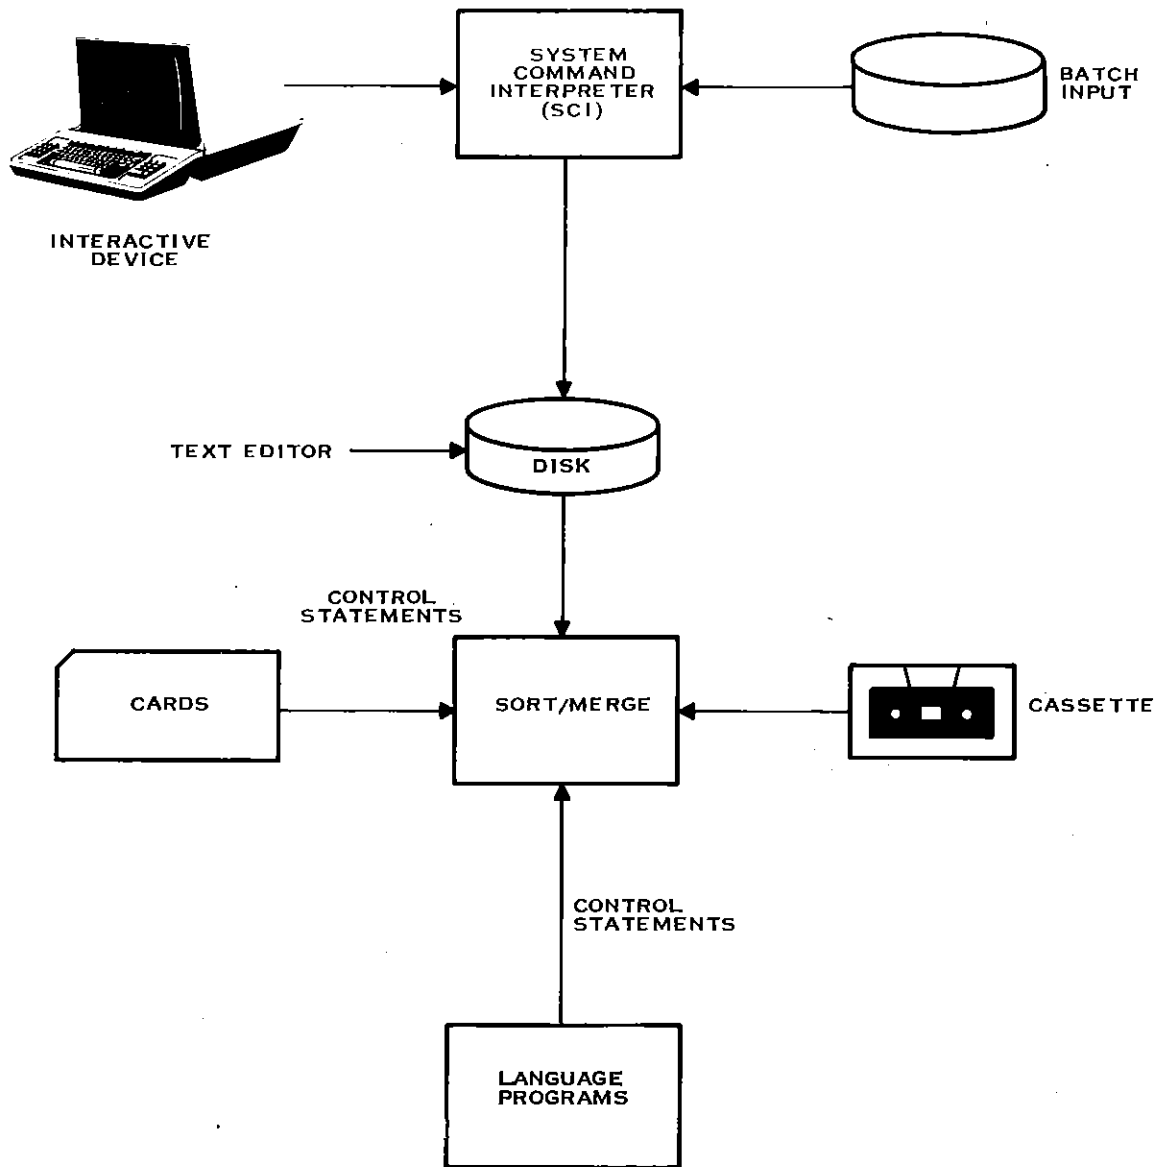 SYSTEM
COMMAND
INTERPRETER
(SCI)
BATCH
INPUT
INTERACTIVE
DEVICE
TEXT EDITOR
DISK
CONTROL
STATEMENTS
CARDS
SORT/MERGE
CASSETTE
CONTROL
STATEMENTS
LANGUAGE
PROGRAMS